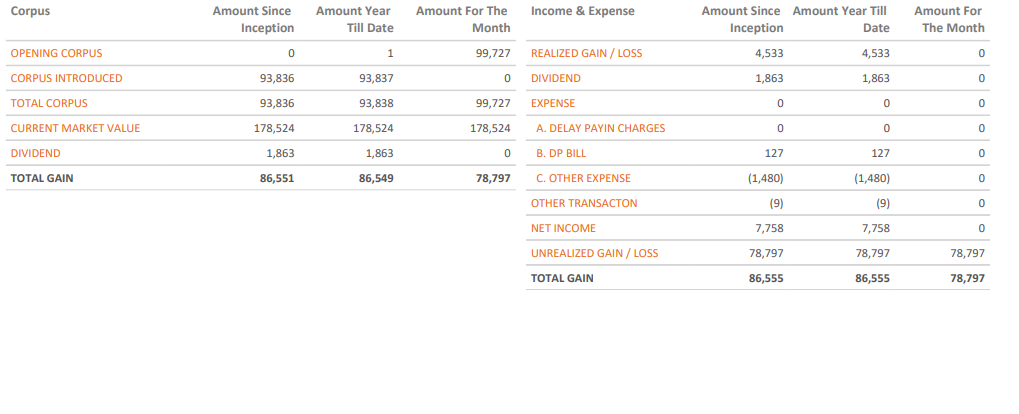 Corpus Amount Since Inception Amount Year Till Date Amount For The Month
OPENING CORPUS 0 1 99,727
CORPUS INTRODUCED 93,836 93,837 0
TOTAL CORPUS 93,836 93,838 99,727
CURRENT MARKET VALUE 178,524 178,524 178,524
DIVIDEND 1,863 1,863 0
TOTAL GAIN 86,551 86,549 78,797
Income & Expense Amount Since Inception Amount Year Till Date Amount For The Month
REALIZED GAIN / LOSS 4,533 4,533 0
DIVIDEND 1,863 1,863 0
EXPENSE 0 0 0
A. DELAY PAYIN CHARGES 0 0 0
B. DP BILL 127 127 0
C. OTHER EXPENSE (1,480) (1,480) 0
OTHER TRANSACTON (9) (9) 0
NET INCOME 7,758 7,758 0
UNREALIZED GAIN / LOSS 78,797 78,797 78,797
TOTAL GAIN 86,555 86,555 78,797